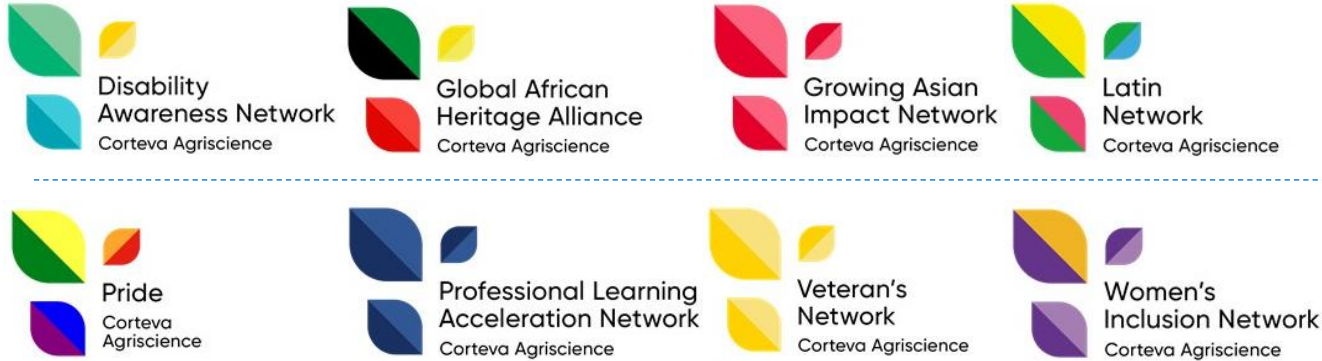 Disability
Awareness Network
Corteva Agriscience
Global African
Heritage Alliance
Corteva Agriscience
Growing Asian
Impact Network
Corteva Agriscience
Latin
Network
Corteva Agriscience
Pride
Corteva
Agriscience
Professional Learning
Acceleration Network
Corteva Agriscience
Veteran's
Network
Corteva Agriscience
Women's
Inclusion Network
Corteva Agriscience